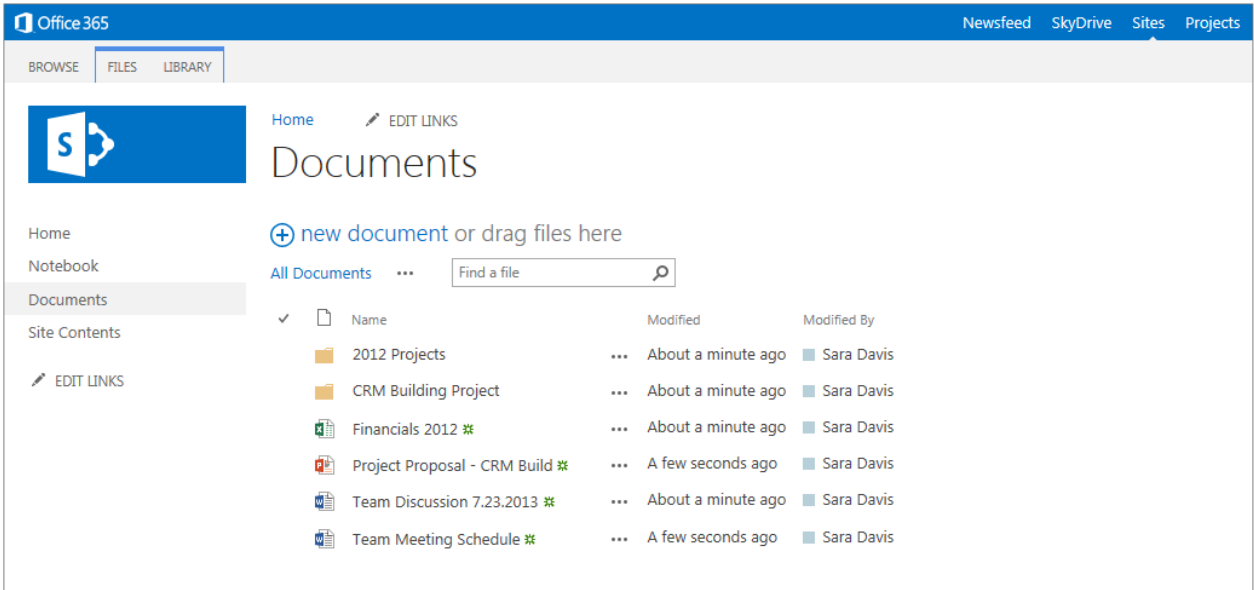 Office 365 Newsfeed SkyDrive Sites Projects
BROWSE FILES LIBRARY
S
Home EDIT LINKS
Documents
Home
Notebook
Documents
Site Contents
EDIT LINKS
new document or drag files here
All Documents ... Find a file
Name Modified Modified By
2012 Projects ... About a minute ago Sara Davis
CRM Building Project ... About a minute ago Sara Davis
Financials 2012 ... About a minute ago Sara Davis
Project Proposal - CRM Build ... A few seconds ago Sara Davis
Team Discussion 7.23.2013 ... About a minute ago Sara Davis
Team Meeting Schedule ... A few seconds ago Sara Davis